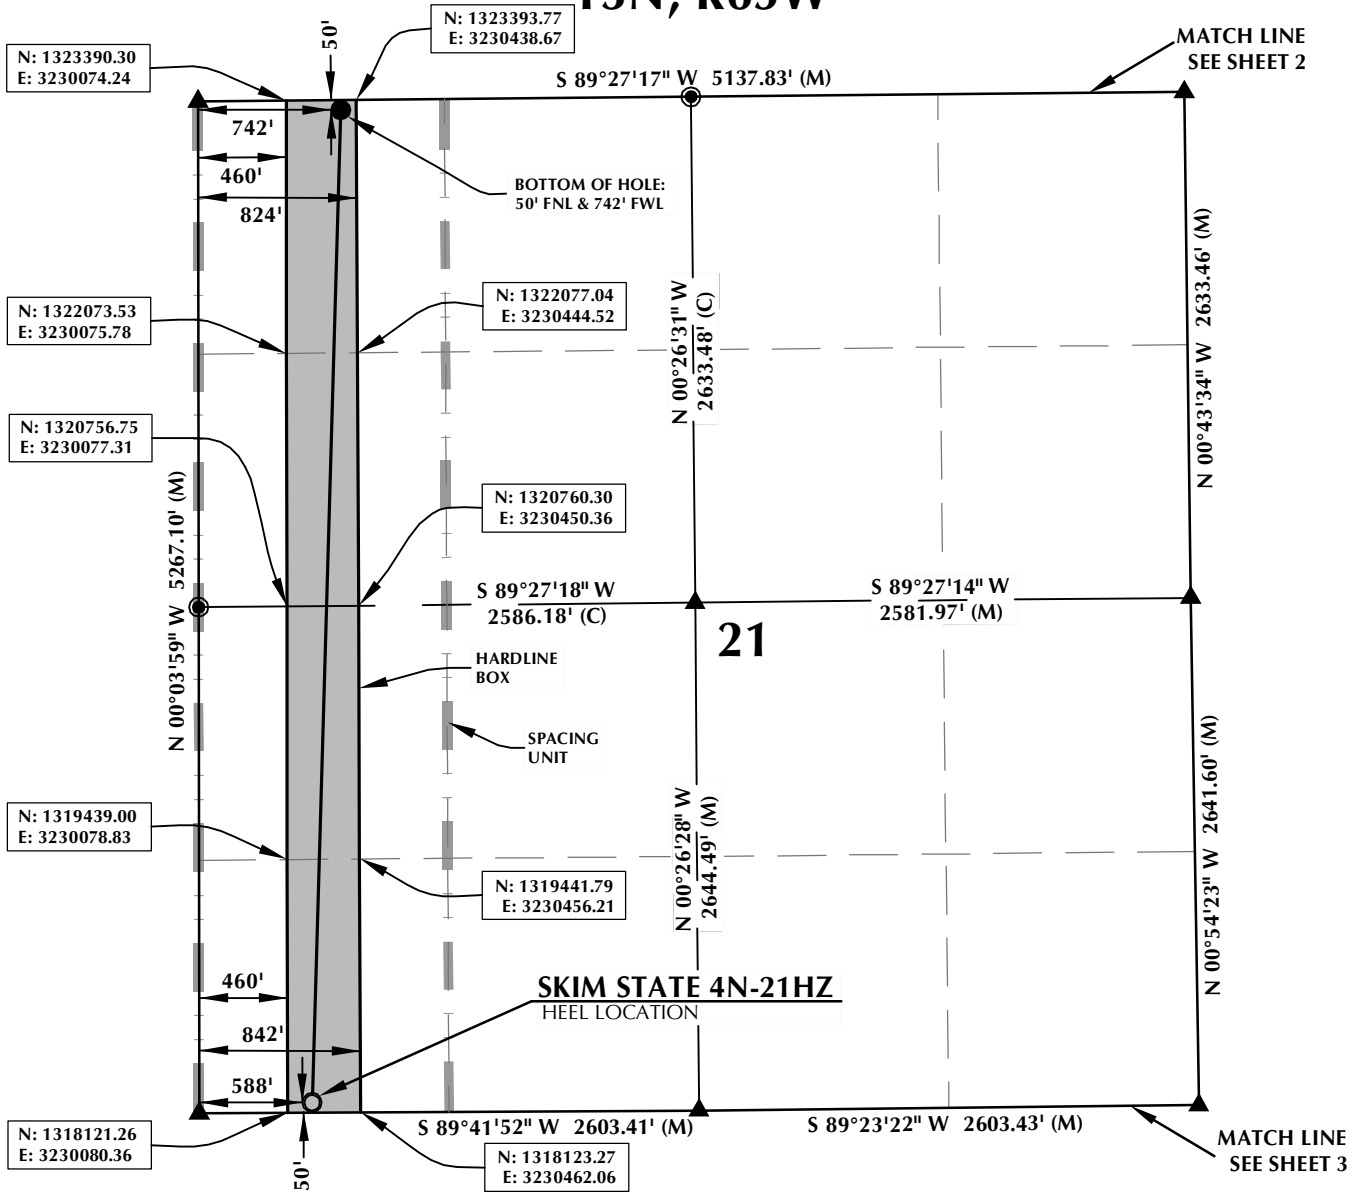 15N, R65W
N: 1323393.77
E: 3230438.67
50'
N: 1323390.30
E: 3230074.24
MATCH LINE
SEE SHEET 2
S 89°27'17" W 5137.83' (M)
742'
460'
824'
BOTTOM OF HOLE:
50' FNL & 742' FWL
N: 1322073.53
E: 3230075.78
N: 1322077.04
E: 3230444.52
N 00°26'31" W
2633.48' (C)
N 00°43'34" W 2633.46' (M)
N: 1320756.75
E: 3230077.31
N: 1320760.30
E: 3230450.36
N 00°03'59" W 5267.10' (M)
S 89°27'18" W
2586.18' (C)
S 89°27'14" W
2581.97' (M)
21
HARDLINE
BOX
SPACING
UNIT
N: 1319439.00
E: 3230078.83
N: 1319441.79
E: 3230456.21
N 00°26'28" W
2644.49' (M)
N 00°54'23" W 2641.60' (M)
460'
SKIM STATE 4N-21HZ
HEEL LOCATION
842'
588'
N: 1318121.26
E: 3230080.36
50'
S 89°41'52" W 2603.41' (M)
S 89°23'22" W 2603.43' (M)
N: 1318123.27
E: 3230462.06
MATCH LINE
SEE SHEET 3